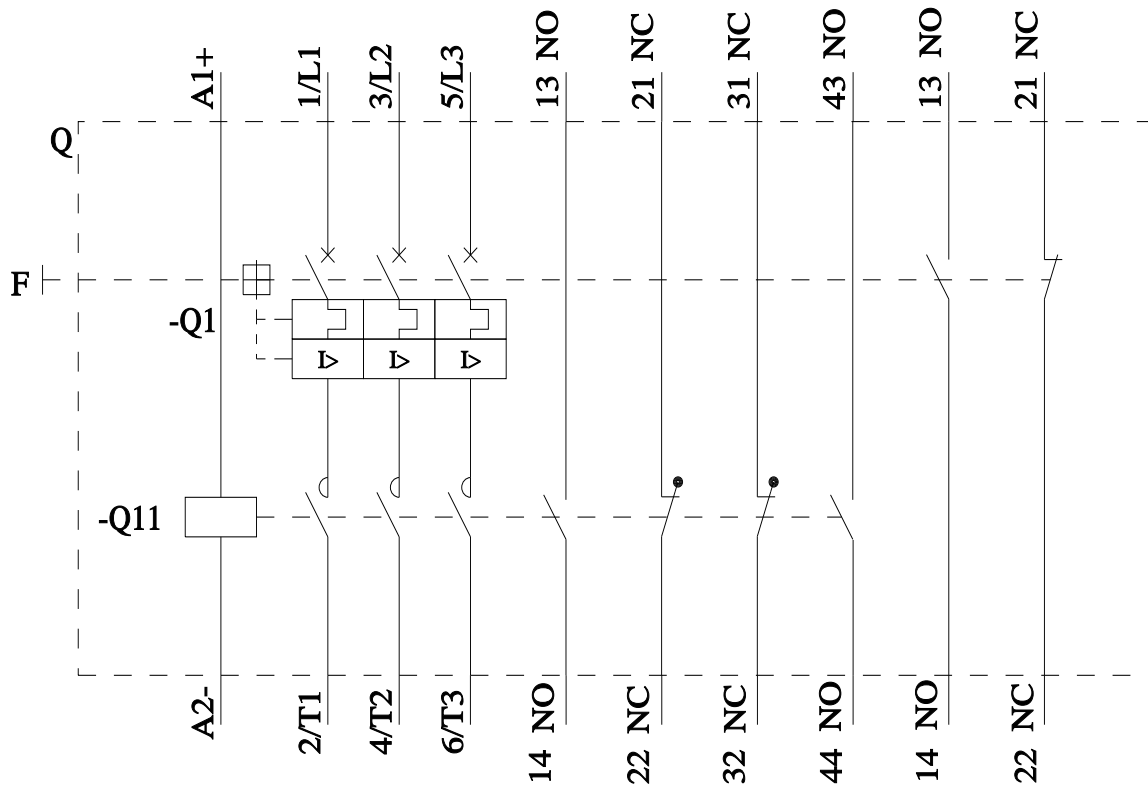 A1+
1/L1
3/L2
5/L3
13 NO
21 NC
31 NC
43 NO
13 NO
21 NC
Q
F
-Q1
I>
I>
I>
-Q11
A2-
2/T1
4/T2
6/T3
14 NO
22 NC
32 NC
44 NO
14 NO
22 NC